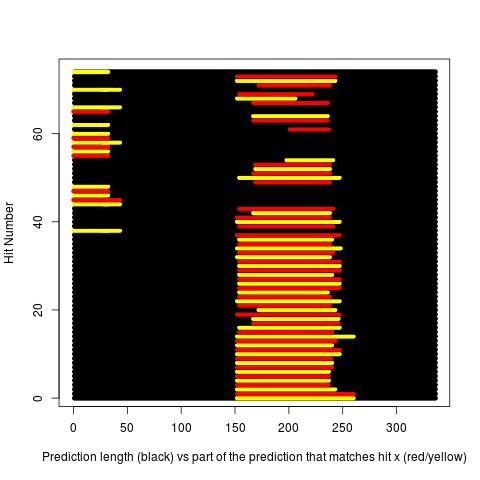 60
40
20
0
Hit Number
0 50 100 150 200 250 300
Prediction length (black) vs part of the prediction that matches hit x (red/yellow)